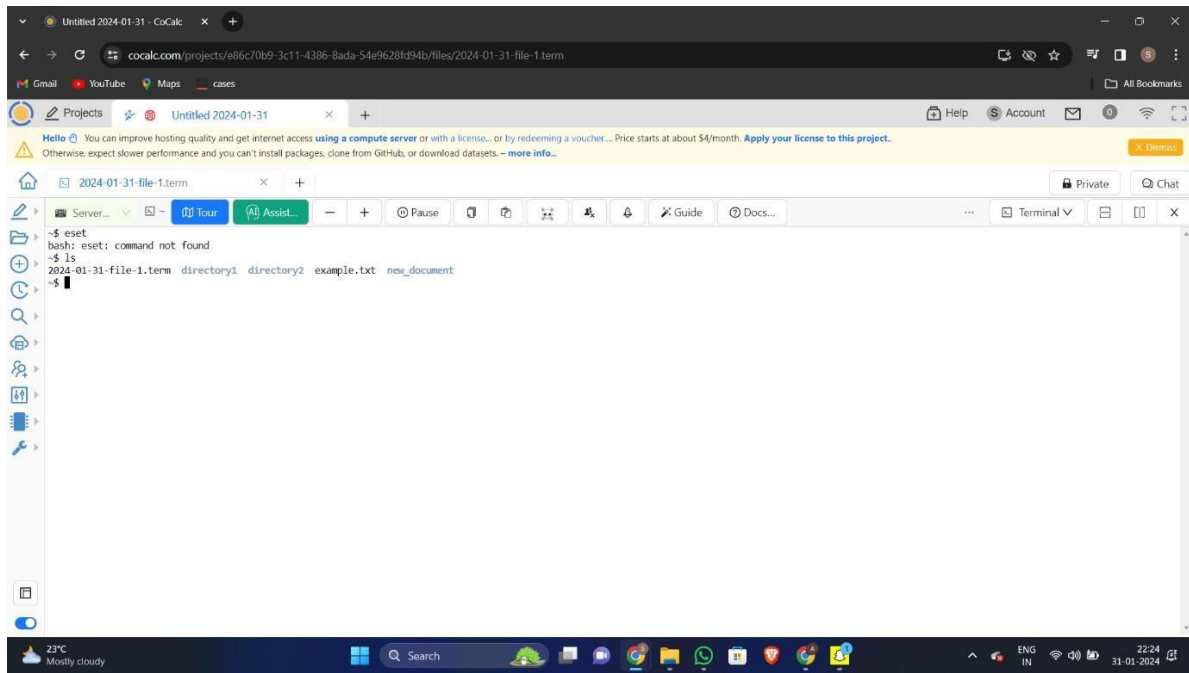 Untitled 2024-01-31 - CoCalc
cocalc.com/projects/e86c70b9-3c11-4386-8ada-54e9628fd94b/files/2024-01-31-file-1.term
S
Gmail YouTube Maps cases All Bookmarks
Projects Untitled 2024-01-31 Help S Account 0
Hello You can improve hosting quality and get internet access using a compute server or with a license... or by redeeming a voucher.... Price starts at about $4/month. Apply your license to this project..
Otherwise, expect slower performance and you can't install packages, clone from GitHub, or download datasets. – more info...
X Dismiss
2024-01-31-file-1.term Private Chat
Server... Tour AI Assist... Pause Guide Docs... ... Terminal
~$ eset
bash: eset: command not found
~$ ls
2024-01-31-file-1.term directory1 directory2 example.txt new_document
~$
23°C
Mostly cloudy
Search
ENG
IN
22:24
31-01-2024